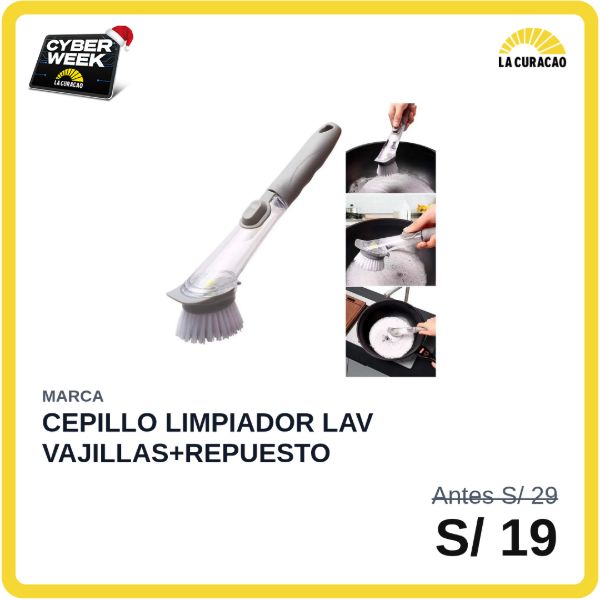 CYBER
WEEK
LA CURACAO
LA CURACAO
MARCA
CEPILLO LIMPIADOR LAV
VAJILLAS+REPUESTO
Antes S/ 29
S/ 19